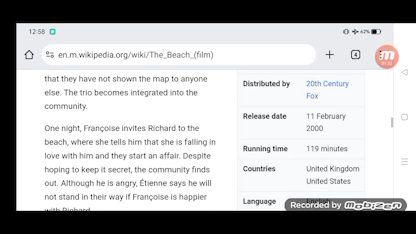 12:58
62%
en.m.wikipedia.org/wiki/The_Beach_(film)
4
that they have not shown the map to anyone
else. The trio becomes integrated into the
community.
One night, Françoise invites Richard to the
beach, where she tells him that she is falling in
love with him and they start an affair. Despite
hoping to keep it secret, the community finds
out. Although he is angry, Étienne says he will
not stand in their way if Françoise is happier
with Richard
Distributed by
20th Century
Fox
Release date
11 February
2000
Running time
119 minutes
Countries
United Kingdom
United States
Language
Recorded by mobizen